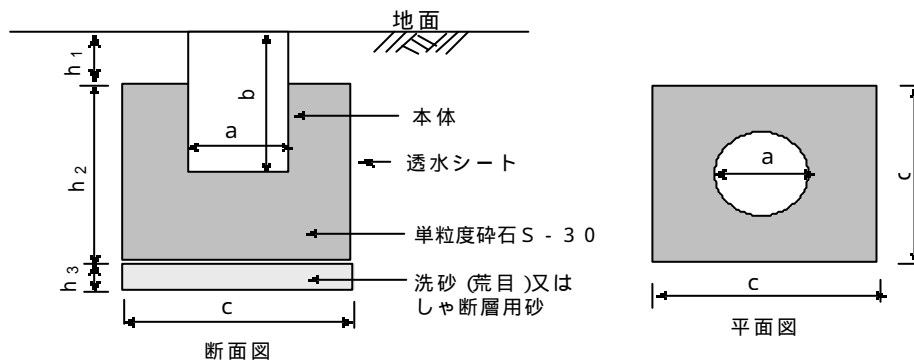 地面
h1
b
a
本体
透水シート
h2
単粒度砕石S-30
h3
洗砂(荒目)又は
しゃ断層用砂
c
断面図
a
c
c
平面図